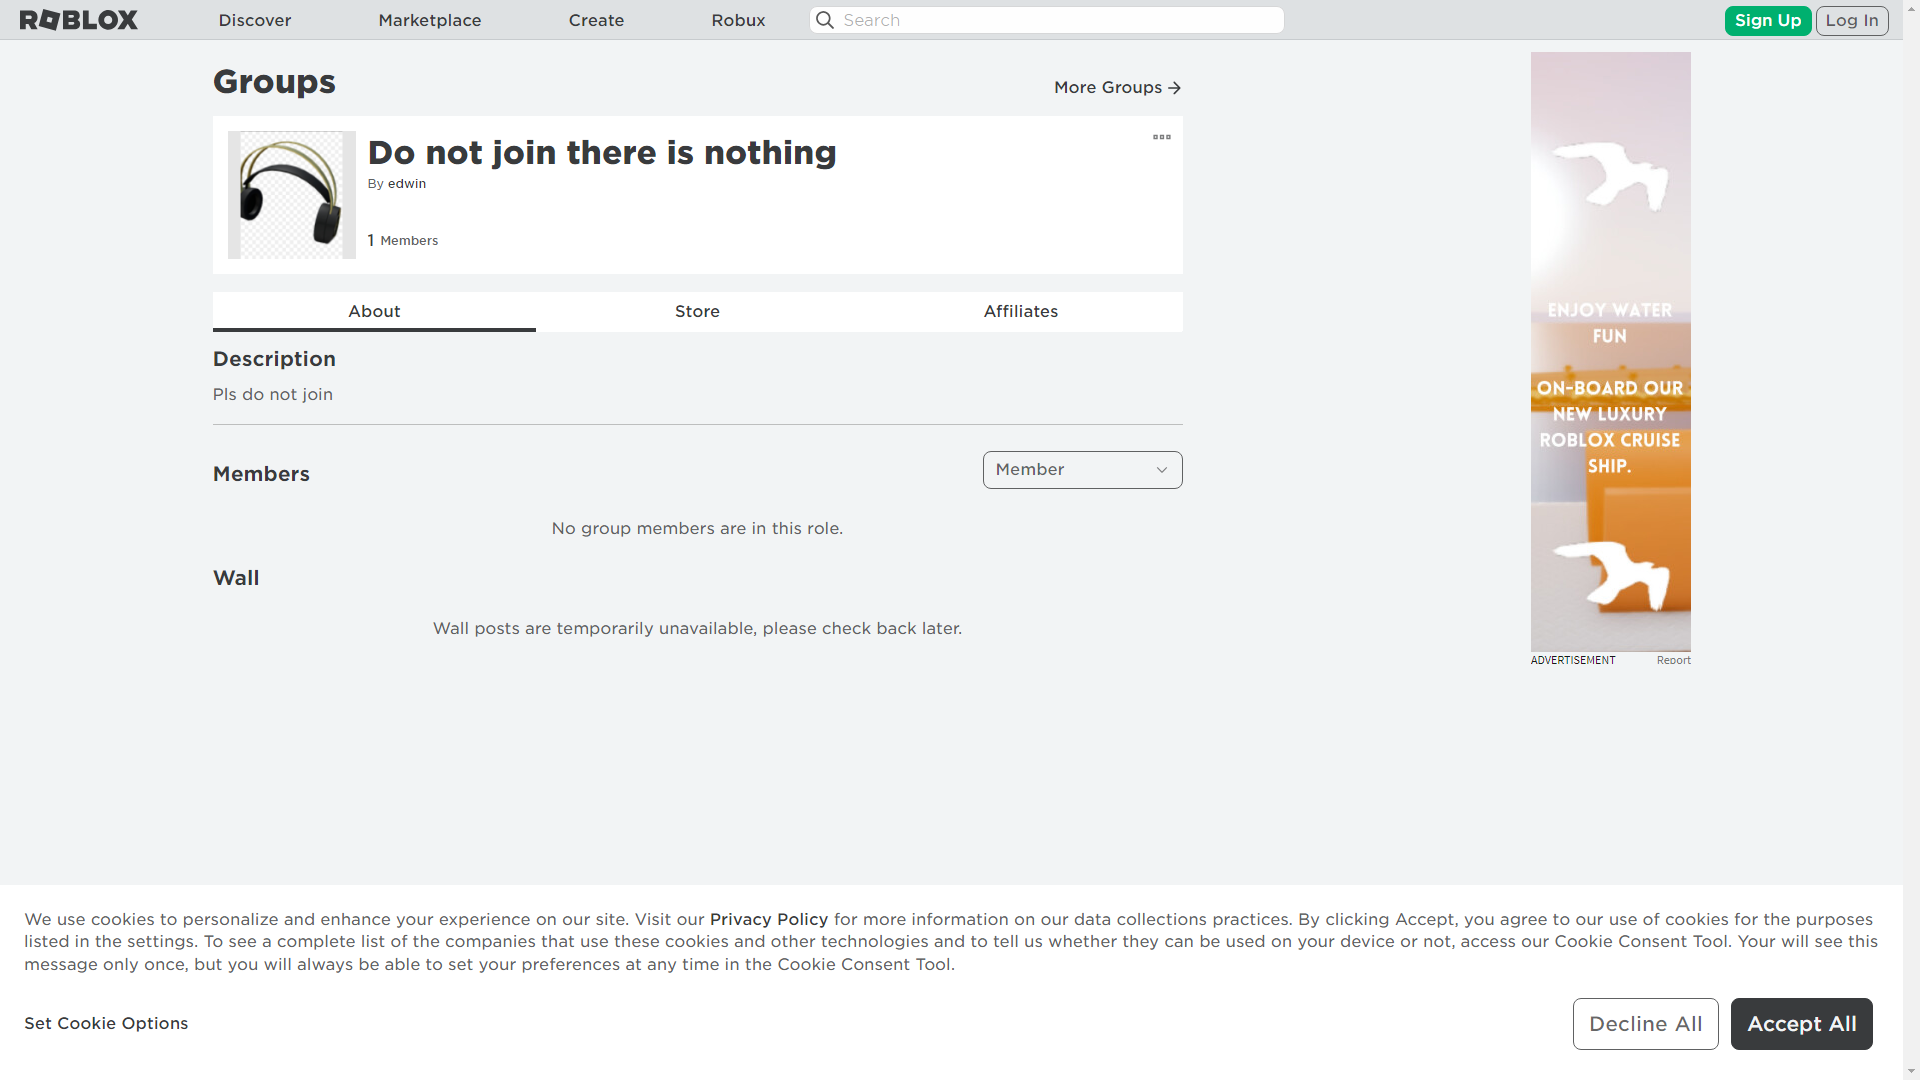 ROBLOX
Discover
Marketplace
Create
Robux
Search
Sign Up
Log In
Groups
More Groups
Do not join there is nothing
By edwin
1 Members
About
Store
Affiliates
Description
Pls do not join
Members
Member
No group members are in this role.
Wall
Wall posts are temporarily unavailable, please check back later.
ENJOY WATER
FUN
ON-BOARD OUR
NEW LUXURY
ROBLOX CRUISE
SHIP.
ADVERTISEMENT
Report
We use cookies to personalize and enhance your experience on our site. Visit our Privacy Policy for more information on our data collections practices. By clicking Accept, you agree to our use of cookies for the purposes
listed in the settings. To see a complete list of the companies that use these cookies and other technologies and to tell us whether they can be used on your device or not, access our Cookie Consent Tool. Your will see this
message only once, but you will always be able to set your preferences at any time in the Cookie Consent Tool.
Set Cookie Options
Decline All
Accept All